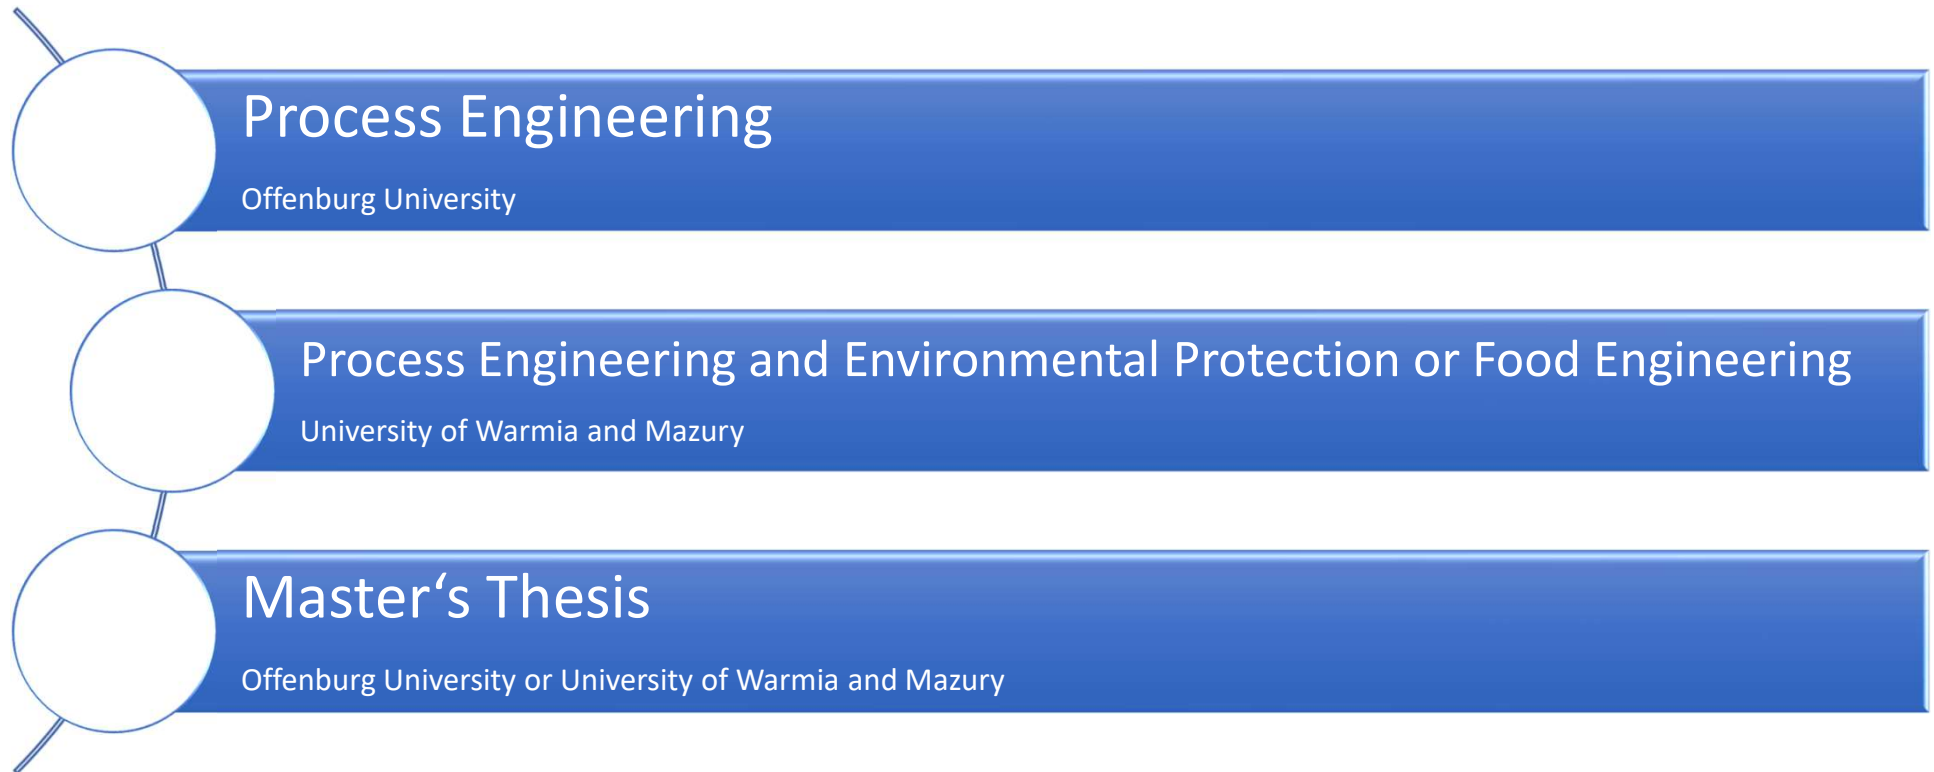 Process Engineering
Offenburg University
Process Engineering and Environmental Protection or Food Engineering
University of Warmia and Mazury
Master‘s Thesis
Offenburg University or University of Warmia and Mazury